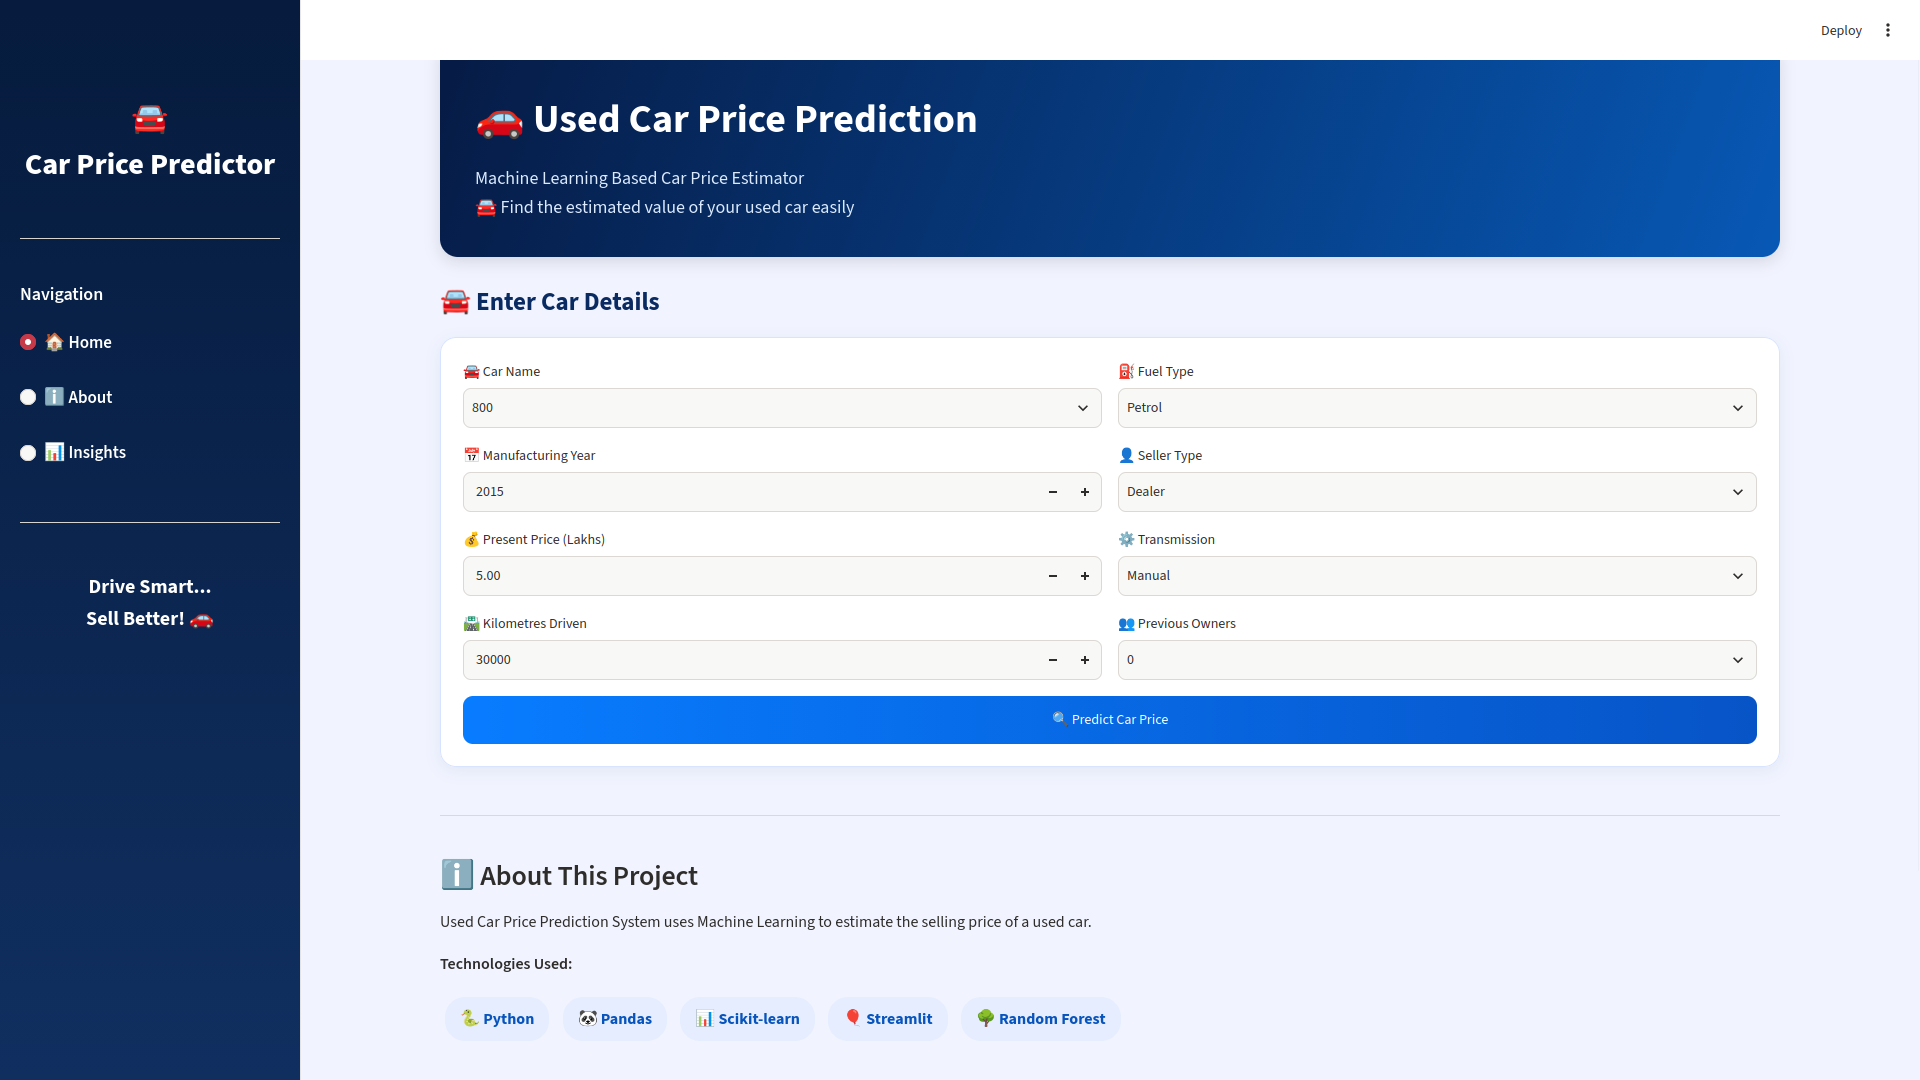 Deploy
🚘
Car Price Predictor
Navigation
🏠 Home
ℹ️ About
📊 Insights
Drive Smart...
Sell Better! 🚗
🚗 Used Car Price Prediction
Machine Learning Based Car Price Estimator
🚘 Find the estimated value of your used car easily
🚘 Enter Car Details
🚘 Car Name
800
⛽ Fuel Type
Petrol
📅 Manufacturing Year
2015
👤 Seller Type
Dealer
💰 Present Price (Lakhs)
5.00
⚙️ Transmission
Manual
🛣️ Kilometres Driven
30000
👥 Previous Owners
0
🔍 Predict Car Price
ℹ️ About This Project
Used Car Price Prediction System uses Machine Learning to estimate the selling price of a used car.
Technologies Used:
🐍 Python
🐼 Pandas
📊 Scikit-learn
🎈 Streamlit
🌳 Random Forest